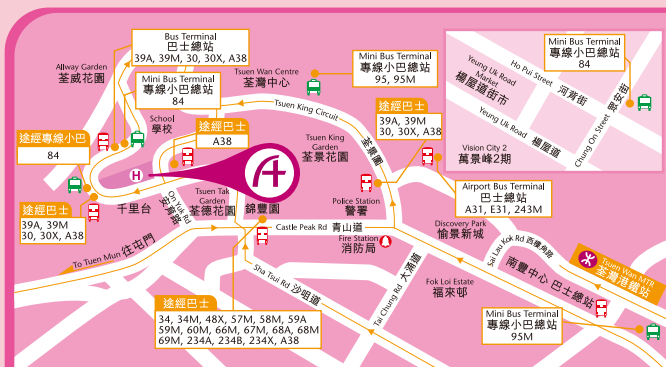 Bus Terminal
巴士總站
39A, 39M, 30, 30X, A38
Allway Garden
荃威花園
Mini Bus Terminal
專線小巴總站
84
School
學校
途經專線小巴
84
途經巴士
A38
Tsuen Wan Centre
荃灣中心
Mini Bus Terminal
專線小巴總站
95, 95M
Tsuen King Circuit
荃景圍
Tsuen King
Garden
荃景花園
途經巴士
39A, 39M
30, 30X, A38
Yeung Uk Road
Market
楊屋道街市
Ho Pui Street 河背街
Mini Bus Terminal
專線小巴總站
84
Yeung Uk Road 楊屋道
Chung On Street 眾安街
Vision City 2
萬景峰2期
H
千里台
On Yuk Rd
安育路
Tsuen Tak
Garden
荃德花園
錦豐園
Police Station
警署
Airport Bus Terminal
巴士總站
A31, E31, 243M
途經巴士
39A, 39M
30, 30X, A38
To Tuen Mun 往屯門
Castle Peak Rd 青山道
Fire Station
消防局
Discovery Park
愉景新城
Sai Lau Kok Rd 西樓角路
Tsuen Wan MTR
荃灣港鐵站
南豐中心 巴士總站
Sha Tsui Rd 沙咀道
Tai Chung Rd 大涌道
Fok Loi Estate
福來邨
途經巴士
34, 34M, 48X, 57M, 58M, 59A
59M, 60M, 66M, 67M, 68A, 68M
69M, 234A, 234B, 234X, A38
Mini Bus Terminal
專線小巴總站
95M